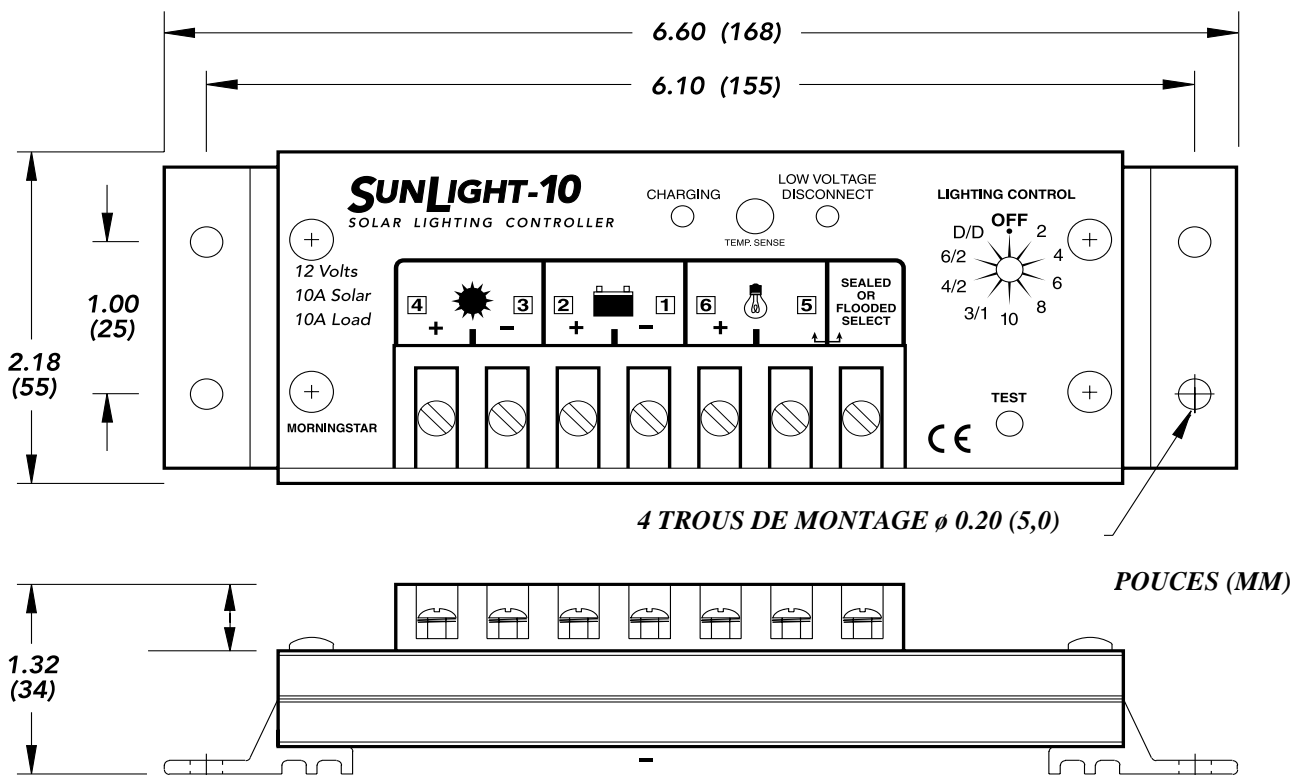 6.60 (168)
6.10 (155)
SUNLIGHT-10
SOLAR LIGHTING CONTROLLER
CHARGING
TEMP. SENSE
LOW VOLTAGE
DISCONNECT
LIGHTING CONTROL
OFF
2
4
6
8
10
3/1
4/2
6/2
D/D
12 Volts
10A Solar
10A Load
4 3 2 1 6 5
+ - + - +
SEALED
OR
FLOODED
SELECT
1.00
(25)
2.18
(55)
MORNINGSTAR
TEST
CE
4 TROUS DE MONTAGE ø 0.20 (5,0)
POUCES (MM)
1.32
(34)
-